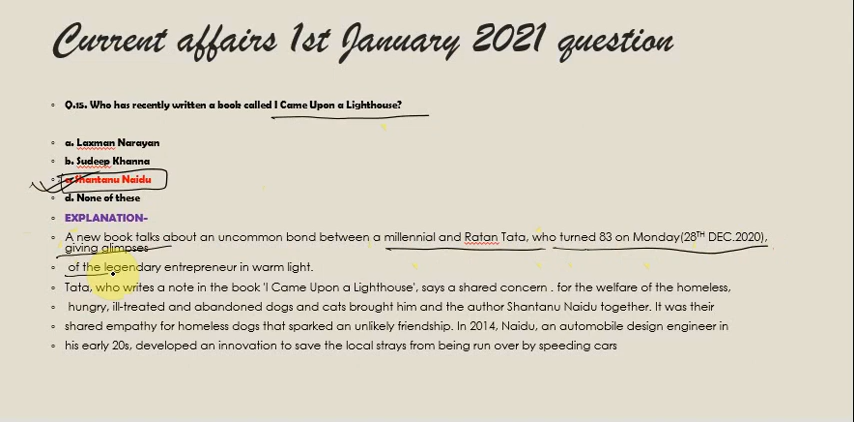 Current affairs 1st January 2021 question
Q.15. Who has recently written a book called I Came Upon a Lighthouse?
a. Laxman Narayan
b. Sudeep Khanna
Shantanu Naidu
d. None of these
EXPLANATION-
A new book talks about an uncommon bond between a millennial and Ratan Tata, who turned 83 on Monday(28TH DEC.2020),
giving glimpses
of the legendary entrepreneur in warm light.
Tata, who writes a note in the book 'I Came Upon a Lighthouse', says a shared concern . for the welfare of the homeless,
hungry, ill-treated and abandoned dogs and cats brought him and the author Shantanu Naidu together. It was their
shared empathy for homeless dogs that sparked an unlikely friendship. In 2014, Naidu, an automobile design engineer in
his early 20s, developed an innovation to save the local strays from being run over by speeding cars